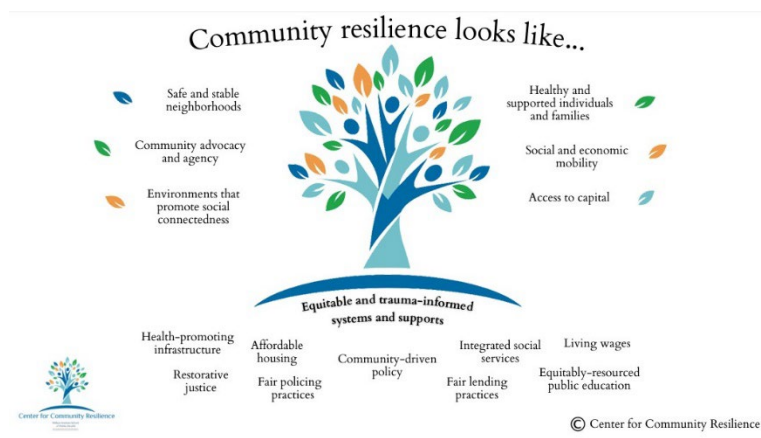 Community resilience looks like...
Safe and stable
neighborhoods
Community advocacy
and agency
Environments that
promote social
connectedness
Healthy and
supported individuals
and families
Social and economic
mobility
Access to capital
Equitable and trauma-informed
systems and supports
Health-promoting
infrastructure
Affordable
housing
Community-driven
policy
Integrated social
services
Living wages
Restorative
justice
Fair policing
practices
Fair lending
practices
Equitably-resourced
public education
Center for Community Resilience
© Center for Community Resilience